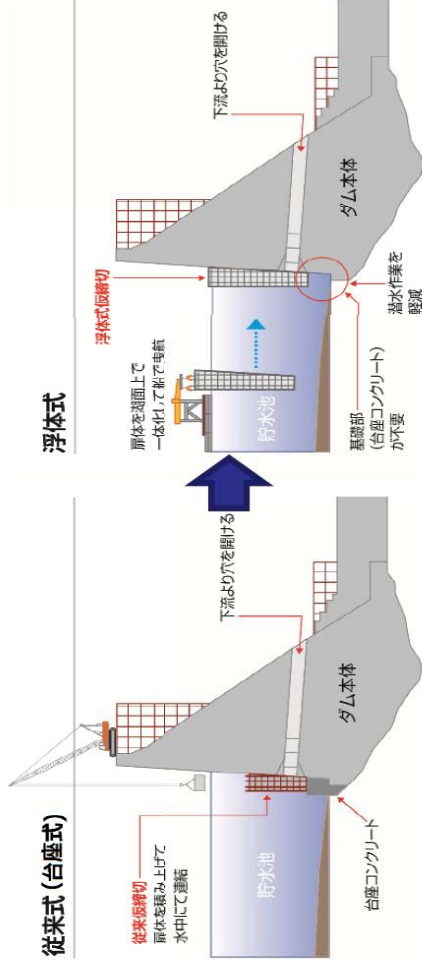 従来式（台座式）
従来仮締切
扉体を積み上げて
水中にて連結
貯水池
台座コンクリート
ダム本体
下流より穴を開ける
浮体式
扉体を湖面上で
一体化して船で曳航
浮体式仮締切
貯水池
基礎部
（台座コンクリート）
が不要
潜水作業を
軽減
ダム本体
下流より穴を開ける